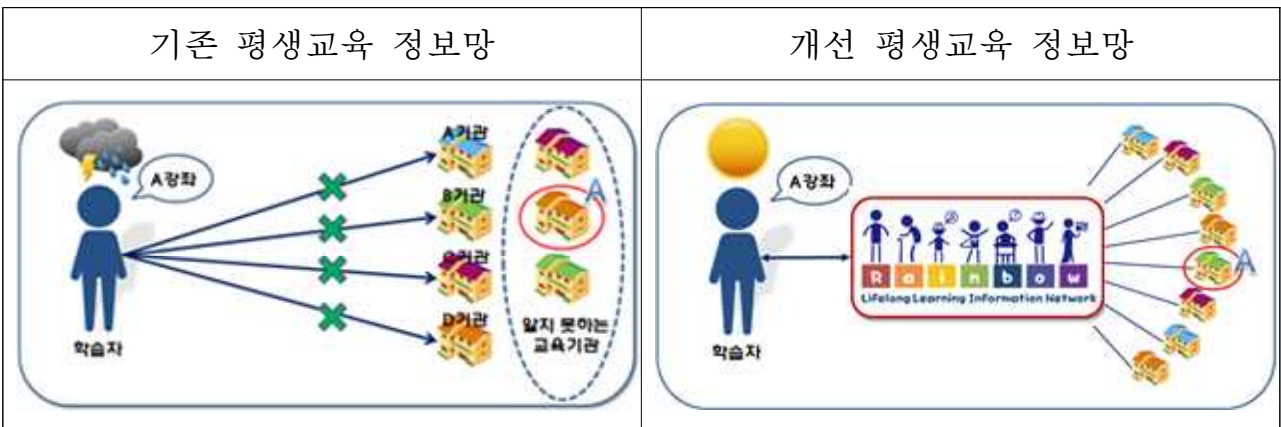 기존 평생교육 정보망
개선 평생교육 정보망
A강좌
A기관
B기관
C기관
D기관
A
알지 못하는
교육기관
학습자
A강좌
Rainbow
Lifelong Learning Information Network
A
학습자